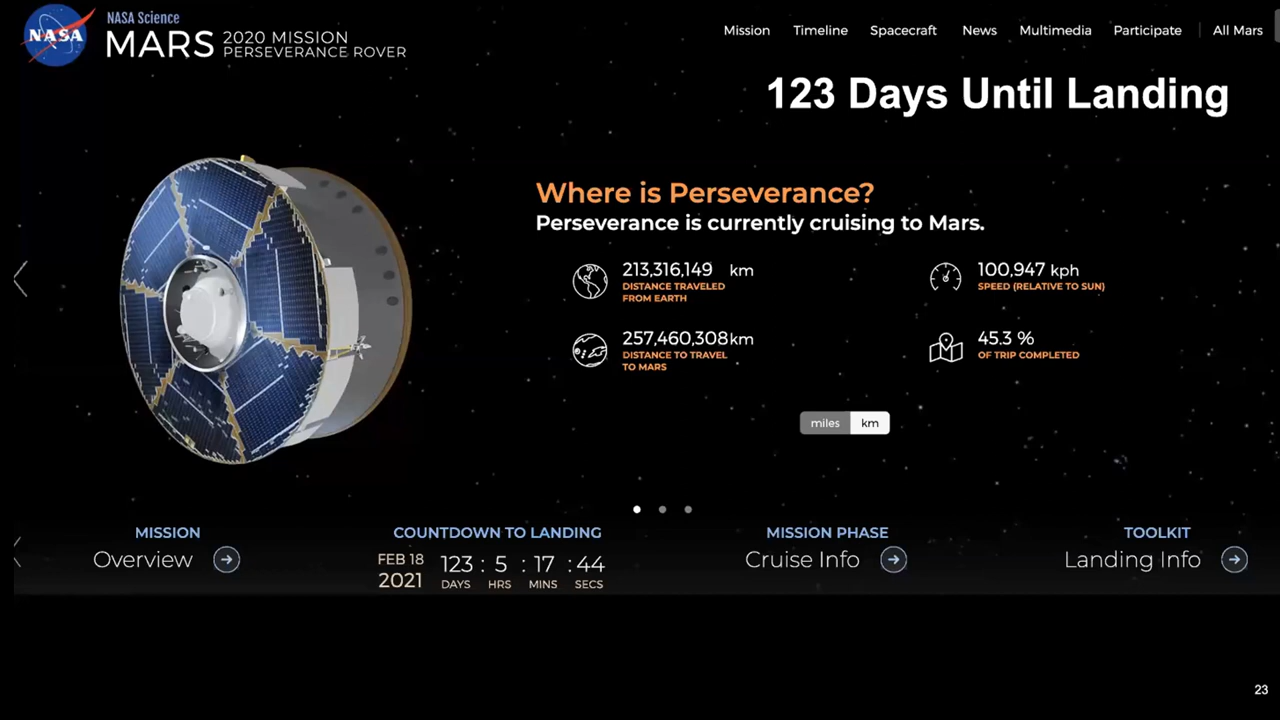 NASA
NASA Science
MARS 2020 MISSION
PERSEVERANCE ROVER
Mission Timeline Spacecraft News Multimedia Participate All Mars
123 Days Until Landing
Where is Perseverance?
Perseverance is currently cruising to Mars.
213,316,149 km
DISTANCE TRAVELED
FROM EARTH
100,947 kph
SPEED (RELATIVE TO SUN)
257,460,308 km
DISTANCE TO TRAVEL
TO MARS
45.3 %
OF TRIP COMPLETED
miles km
MISSION
Overview
COUNTDOWN TO LANDING
FEB 18
2021
123 : 5 : 17 : 44
DAYS HRS MINS SECS
MISSION PHASE
Cruise Info
TOOLKIT
Landing Info
23